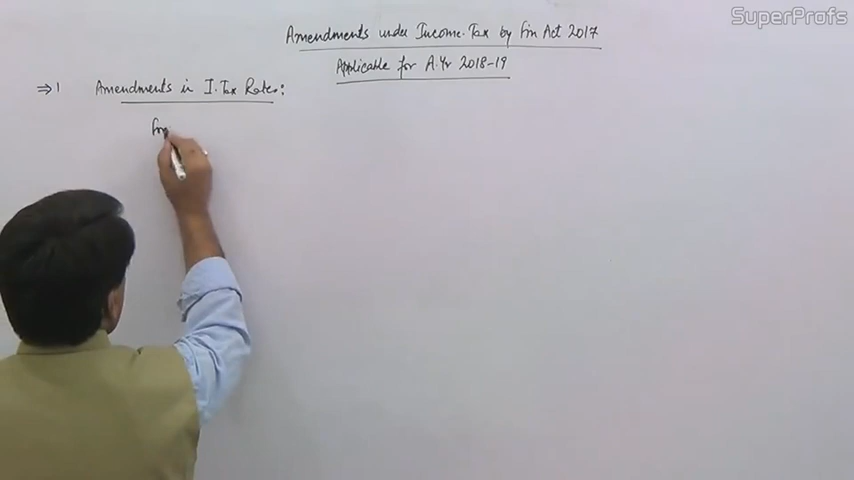 SuperProfs
Amendments under Income.Tax by Fin Act 2017
Applicable for A.Yr 2018-19
⇒ 1 Amendments in I.Tax Rates:
For